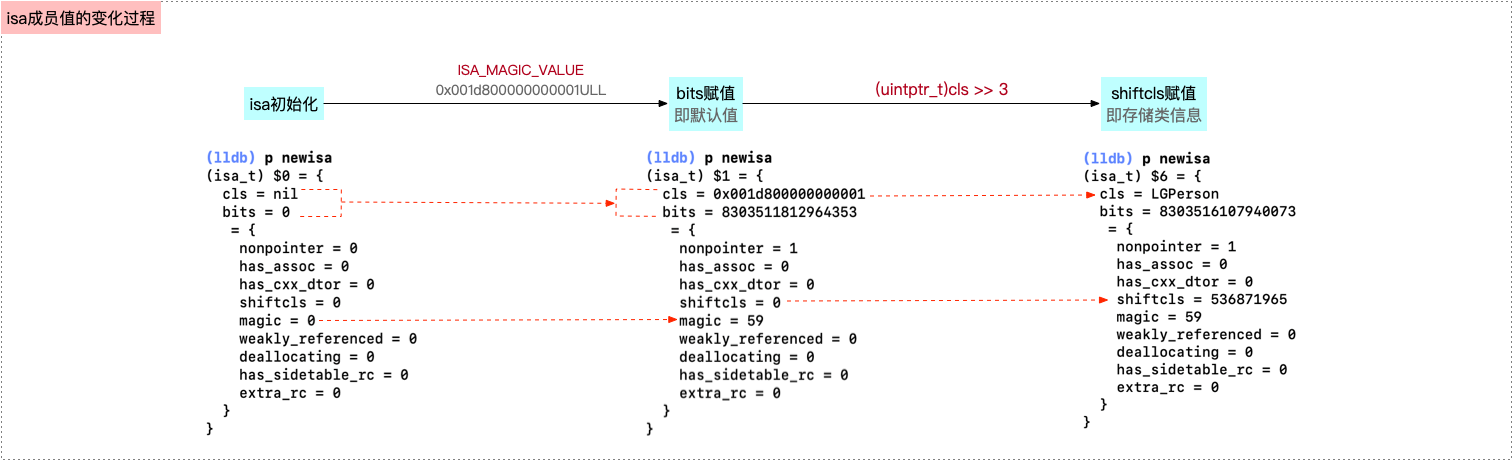 isa成员值的变化过程
ISA_MAGIC_VALUE
0x001d800000000001ULL
(uintptr_t)cls >> 3
isa初始化
bits赋值
即默认值
shiftcls赋值
即存储类信息
(lldb) p newisa
(isa_t) $0 = {
cls = nil
bits = 0
= {
nonpointer = 0
has_assoc = 0
has_cxx_dtor = 0
shiftcls = 0
magic = 0
weakly_referenced = 0
deallocating = 0
has_sidetable_rc = 0
extra_rc = 0
}
}
(lldb) p newisa
(isa_t) $1 = {
cls = 0x001d800000000001
bits = 8303511812964353
= {
nonpointer = 1
has_assoc = 0
has_cxx_dtor = 0
shiftcls = 0
magic = 59
weakly_referenced = 0
deallocating = 0
has_sidetable_rc = 0
extra_rc = 0
}
}
(lldb) p newisa
(isa_t) $6 = {
cls = LGPerson
bits = 8303516107940073
= {
nonpointer = 1
has_assoc = 0
has_cxx_dtor = 0
shiftcls = 536871965
magic = 59
weakly_referenced = 0
deallocating = 0
has_sidetable_rc = 0
extra_rc = 0
}
}